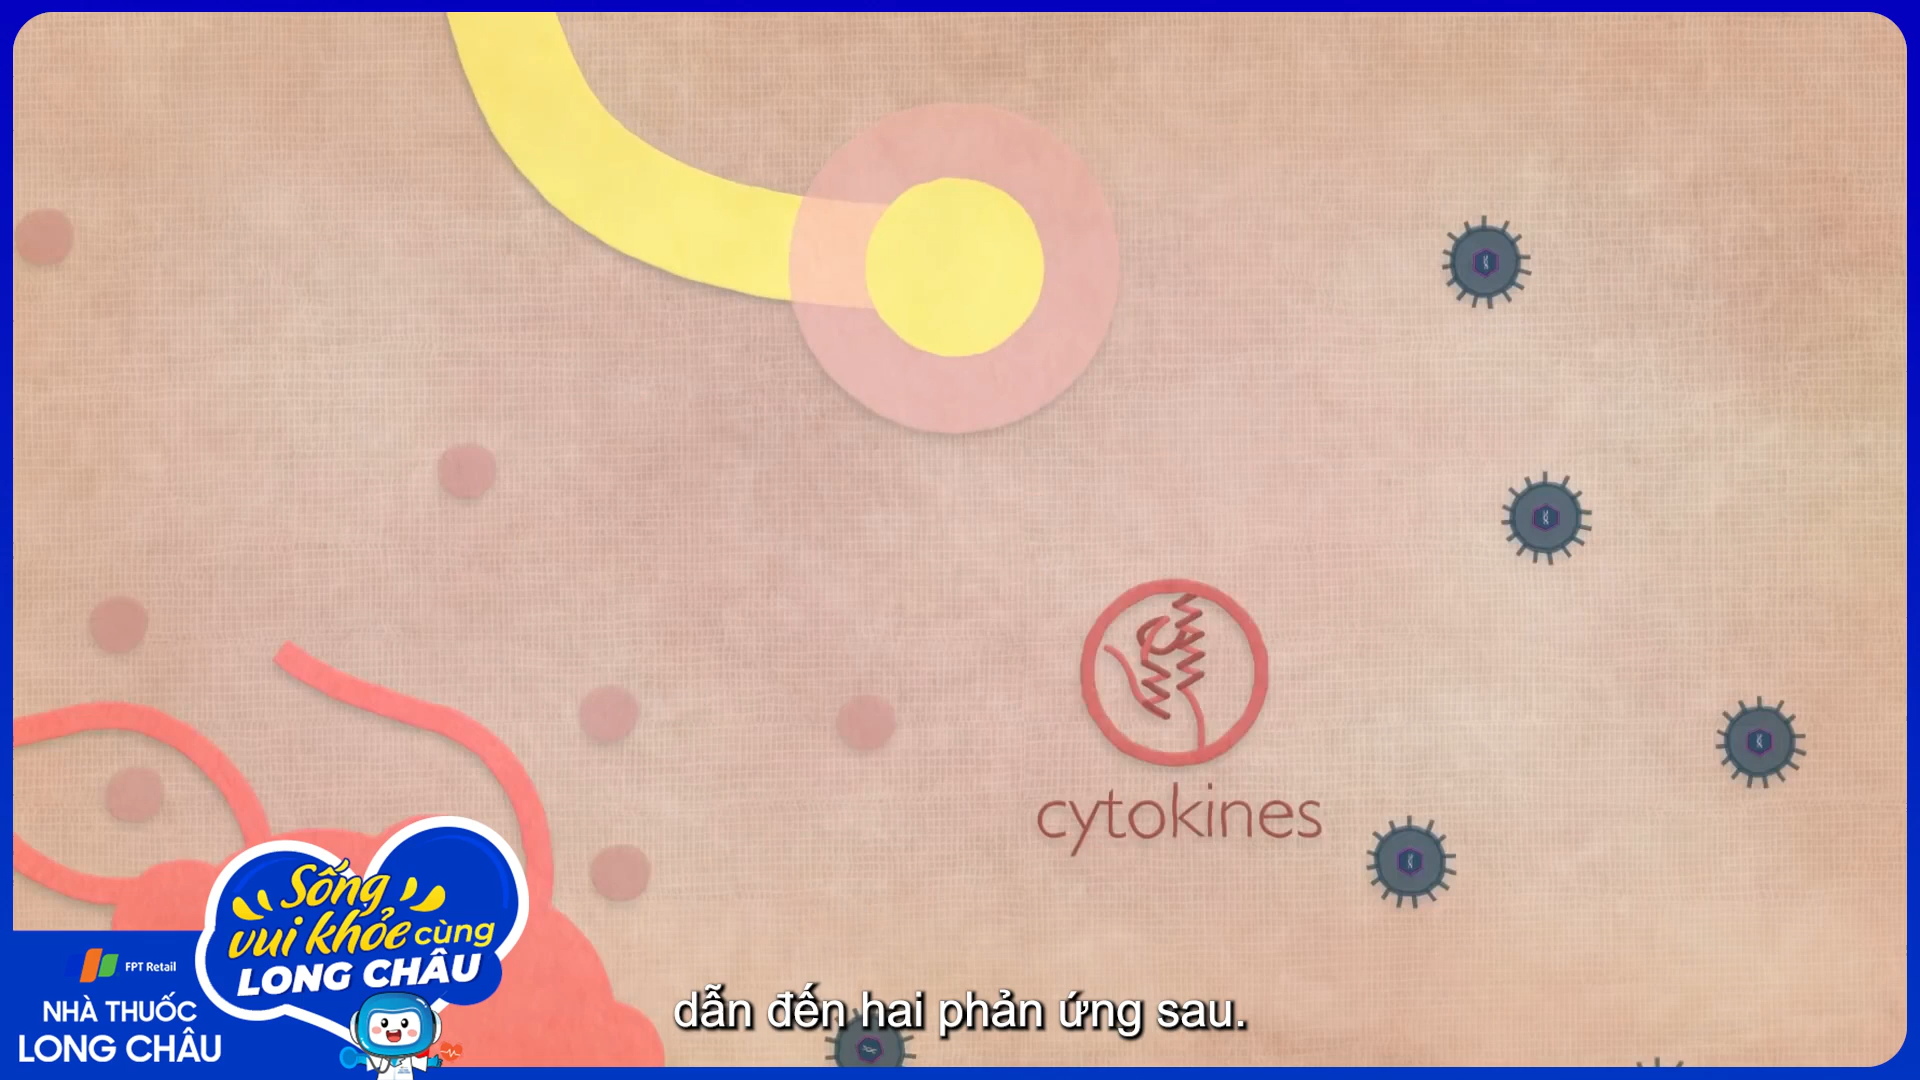 cytokines
Sống
vui khỏe cùng
LONG CHÂU
FPT Retail
NHÀ THUỐC
LONG CHÂU
dẫn đến hai phản ứng sau.